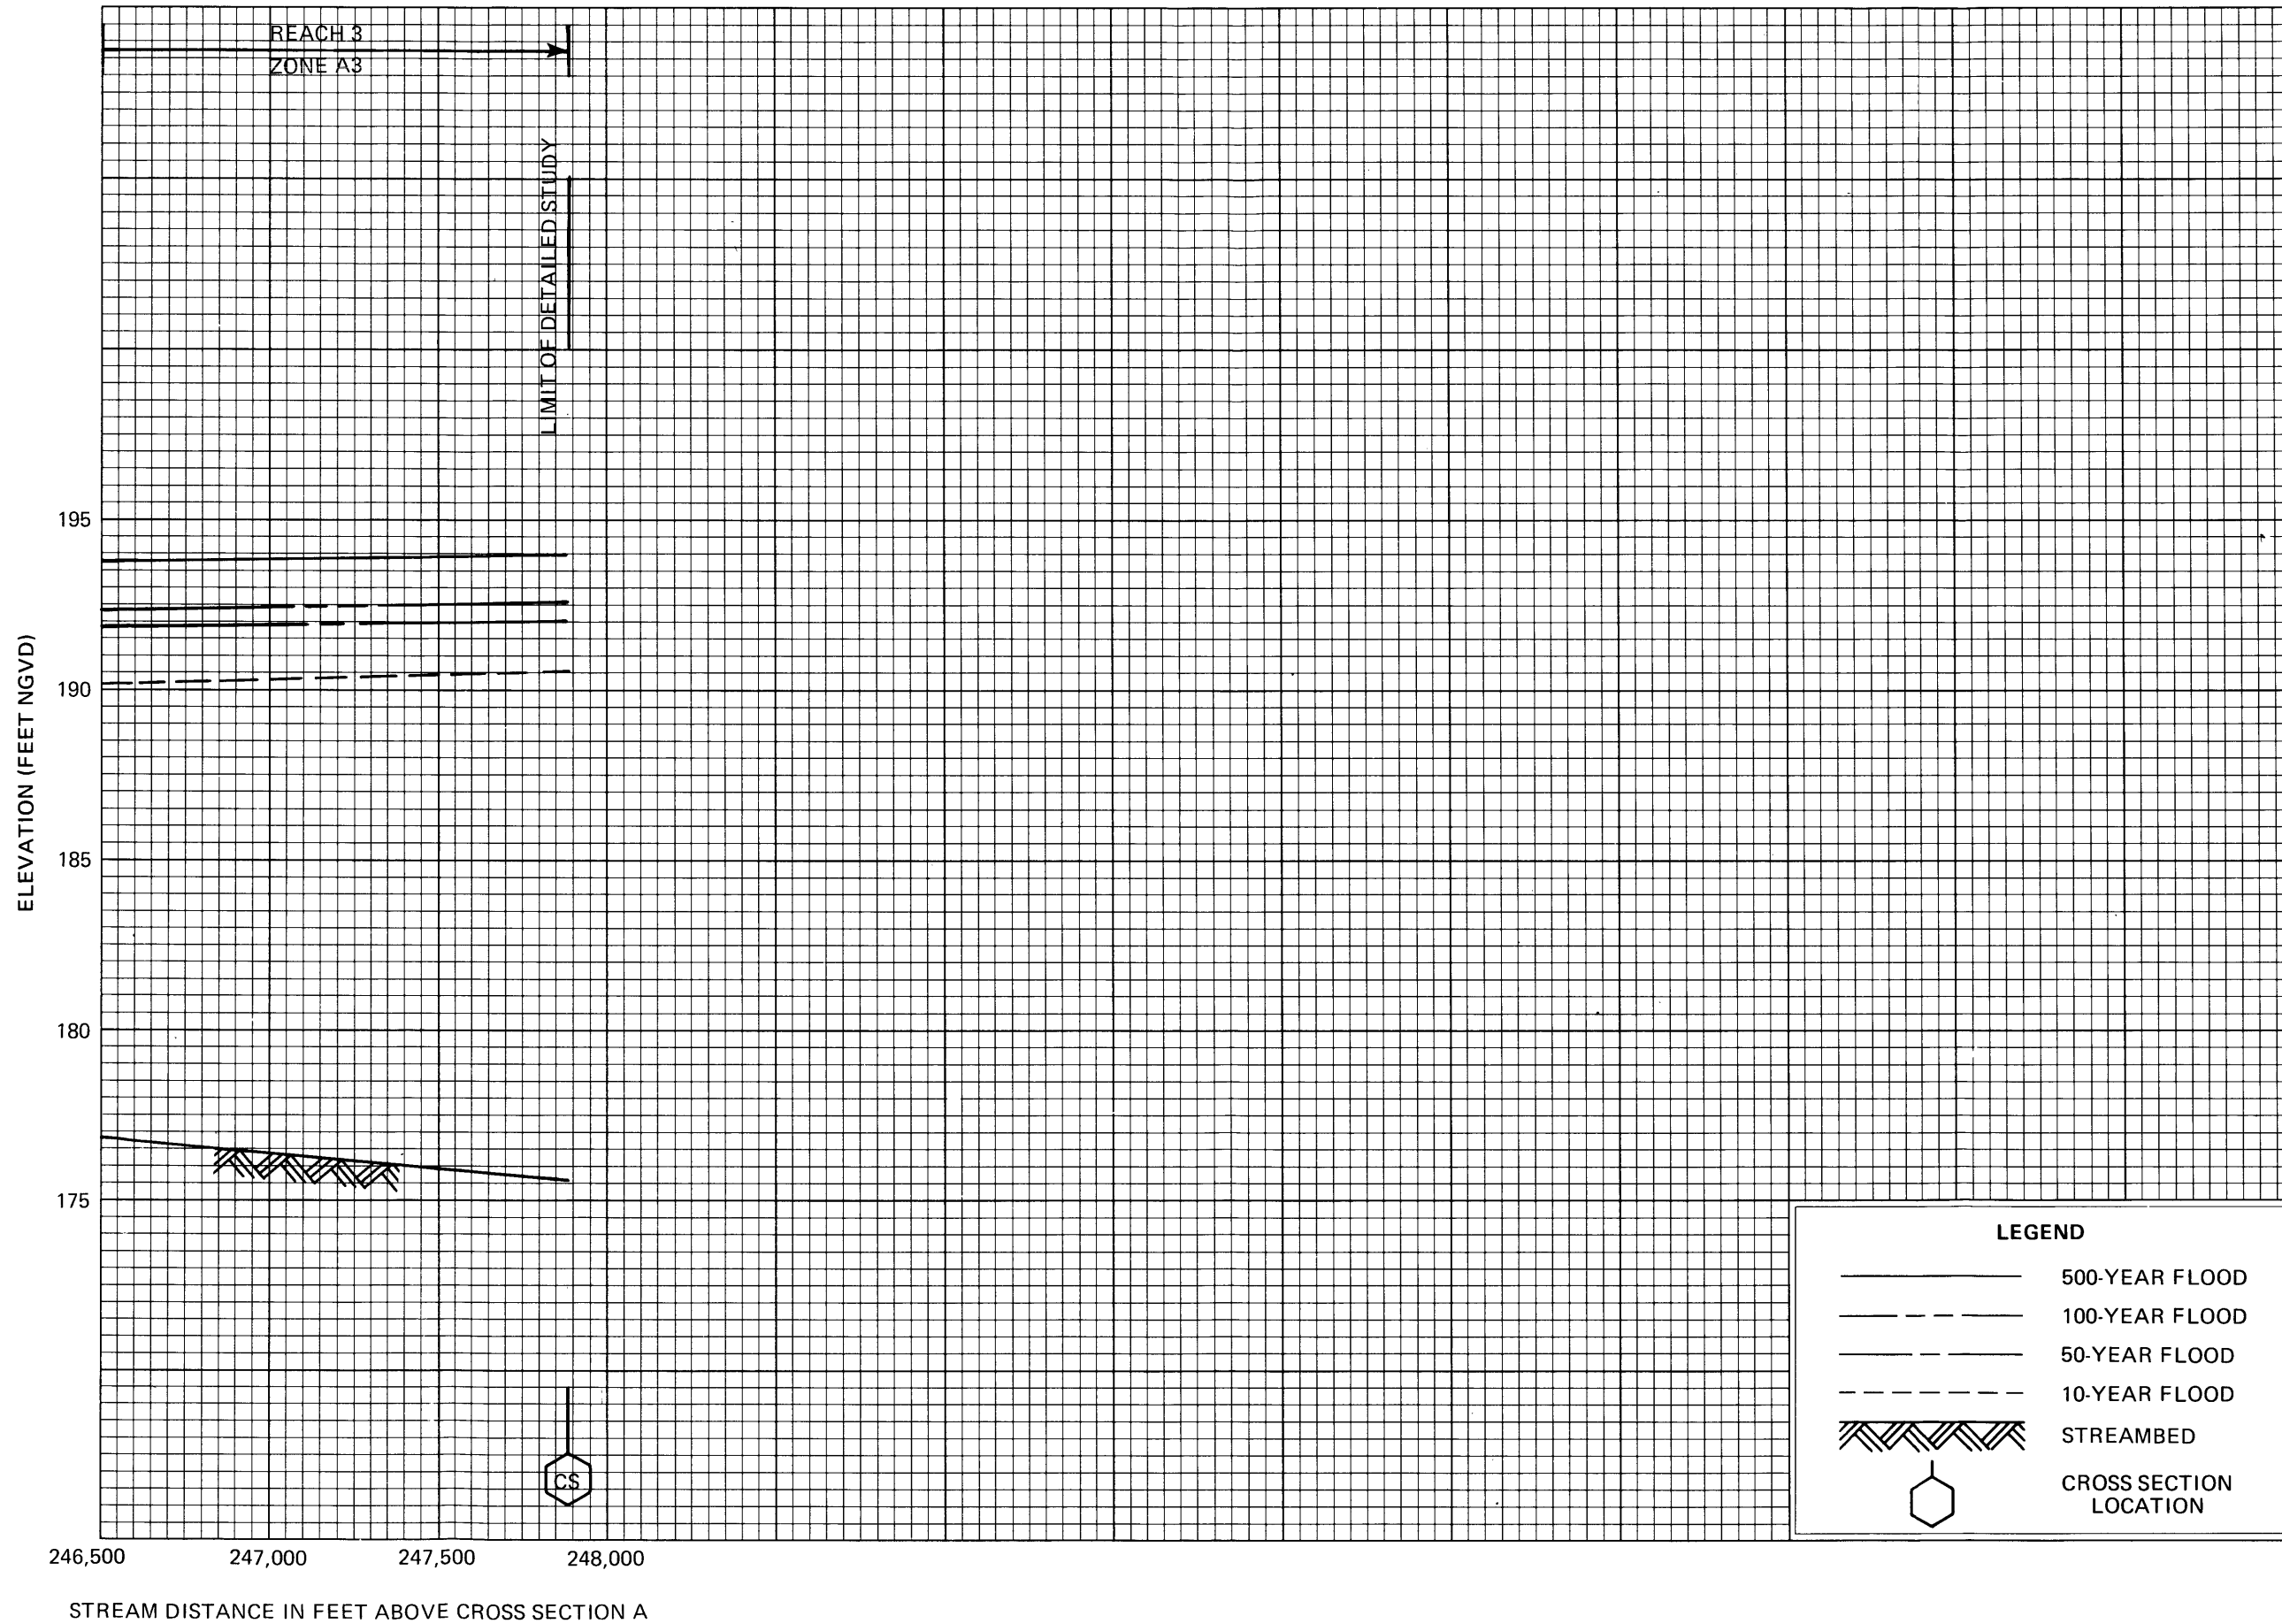 REACH 3
ZONE A3
LIMIT OF DETAILED STUDY
ELEVATION (FEET NGVD)
195
190
185
180
175
CS
246,500
247,000
247,500
248,000
STREAM DISTANCE IN FEET ABOVE CROSS SECTION A
LEGEND
500-YEAR FLOOD
100-YEAR FLOOD
50-YEAR FLOOD
10-YEAR FLOOD
STREAMBED
CROSS SECTION
LOCATION